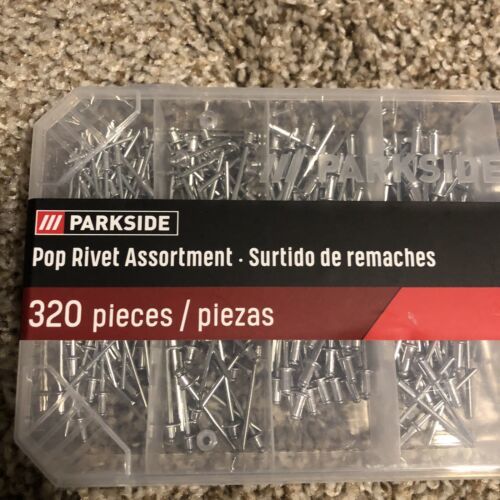 /// PARKSIDE
/// PARKSIDE
Pop Rivet Assortment · Surtido de remaches
320 pieces / piezas